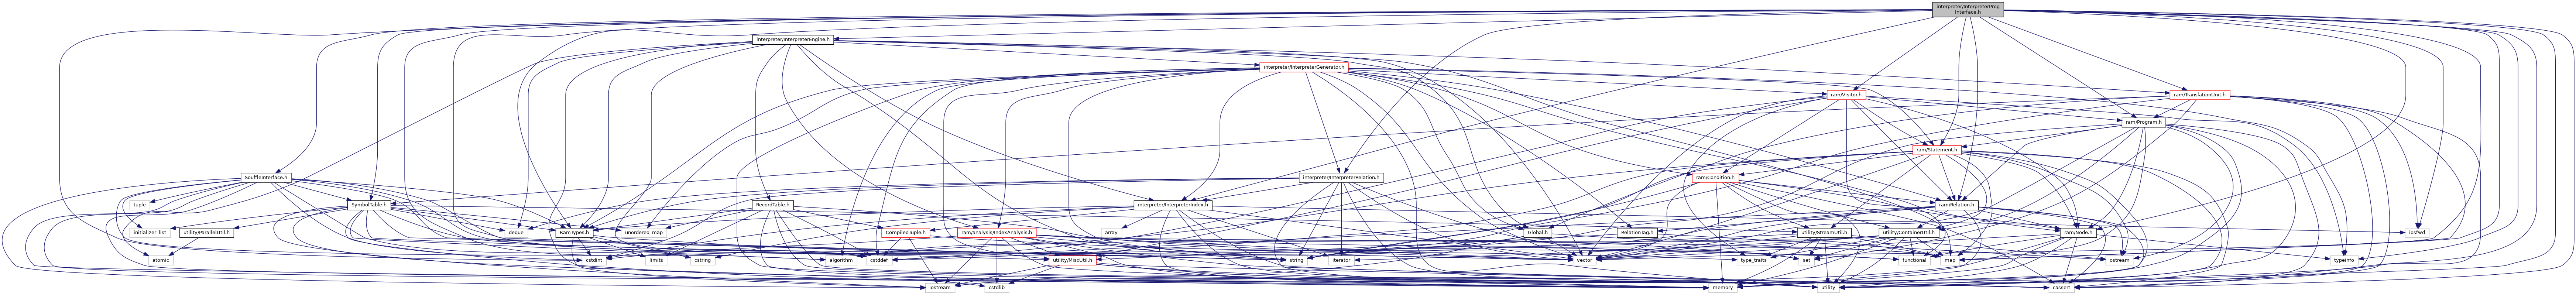 interpreter/InterpreterProg
Interface.h
interpreter/InterpreterEngine.h
interpreter/InterpreterGenerator.h
ram/Visitor.h
ram/TranslationUnit.h
ram/Program.h
ram/Statement.h
SouffleInterface.h
interpreter/InterpreterRelation.h
ram/Condition.h
tuple
SymbolTable.h
RecordTable.h
interpreter/InterpreterIndex.h
ram/Relation.h
initializer_list
utility/ParallelUtil.h
deque
RamTypes.h
unordered_map
CompiledTuple.h
ram/analysis/IndexAnalysis.h
array
Global.h
RelationTag.h
utility/StreamUtil.h
utility/ContainerUtil.h
ram/Node.h
iosfwd
atomic
cstdint
limits
cstring
algorithm
cstddef
utility/MiscUtil.h
string
iterator
vector
type_traits
set
functional
map
ostream
typeinfo
iostream
cstdlib
memory
utility
cassert